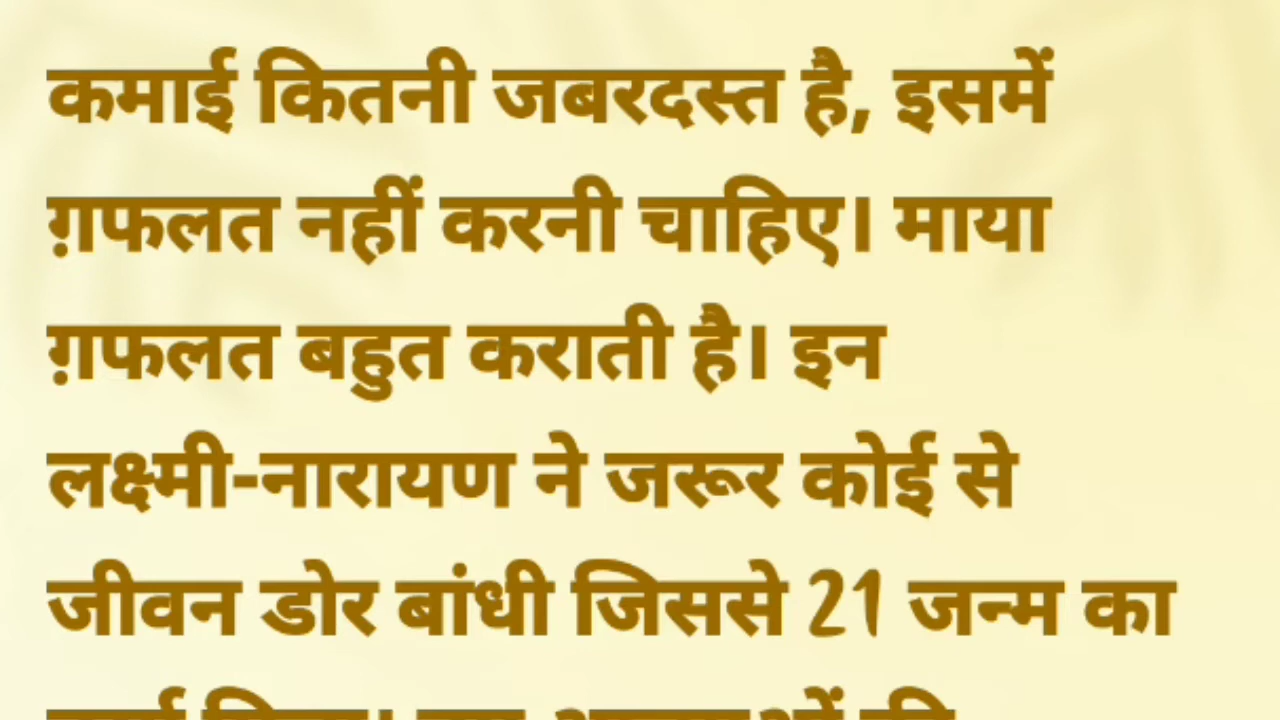 कमाई कितनी जबरदस्त है, इसमें
ग़फलत नहीं करनी चाहिए। माया
ग़फलत बहुत कराती है। इन
लक्ष्मी-नारायण ने जरूर कोई से
जीवन डोर बांधी जिससे 21 जन्म का